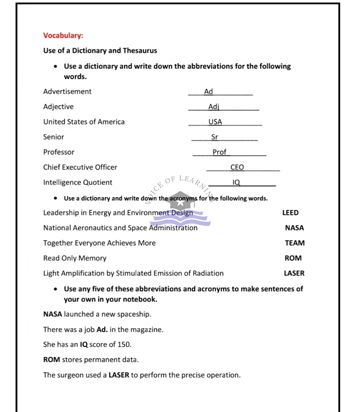 Vocabulary:
Use of a Dictionary and Thesaurus
• Use a dictionary and write down the abbreviations for the following
words.
Advertisement Ad
Adjective Adj
United States of America USA
Senior Sr
Professor Prof
Chief Executive Officer CEO
Intelligence Quotient IQ
VOICE OF LEARNING
• Use a dictionary and write down the acronyms for the following words.
Leadership in Energy and Environment Design LEED
National Aeronautics and Space Administration NASA
Together Everyone Achieves More TEAM
Read Only Memory ROM
Light Amplification by Stimulated Emission of Radiation LASER
• Use any five of these abbreviations and acronyms to make sentences of
your own in your notebook.
NASA launched a new spaceship.
There was a job Ad. in the magazine.
She has an IQ score of 150.
ROM stores permanent data.
The surgeon used a LASER to perform the precise operation.